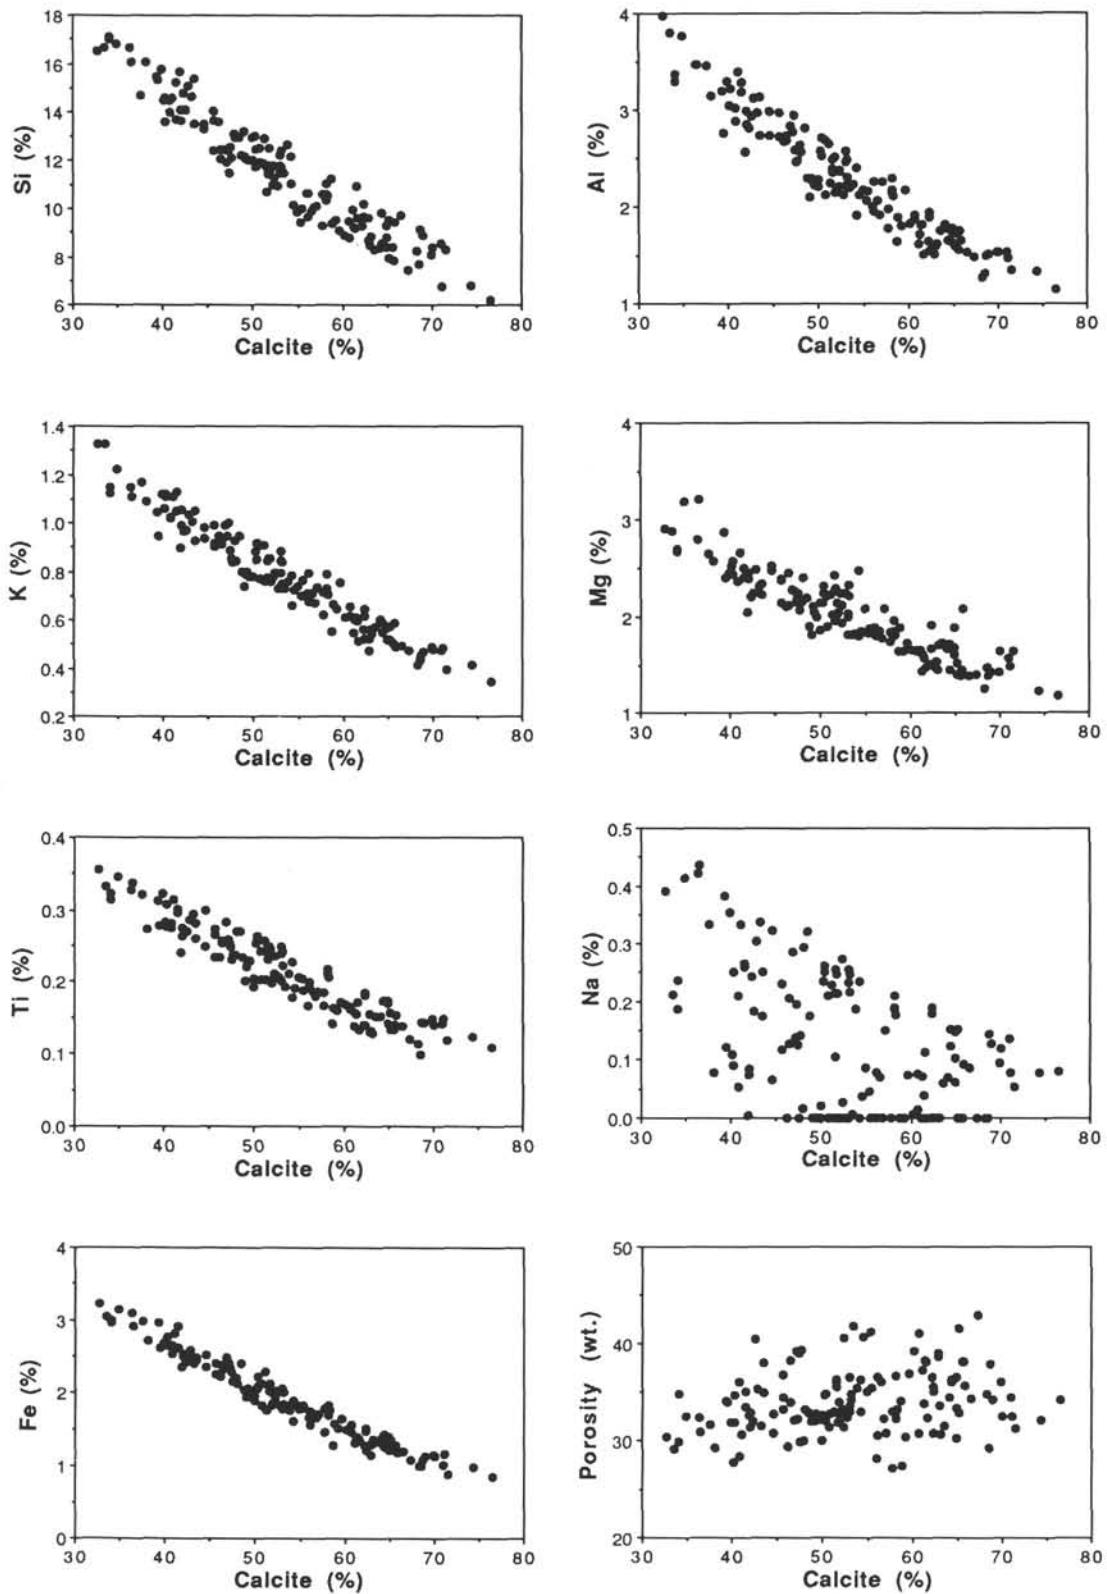 18
16
14
12
10
8
6
Si (%)
30 40 50 60 70 80
Calcite (%)
4
3
2
1
Al (%)
30 40 50 60 70 80
Calcite (%)
1.4
1.2
1.0
0.8
0.6
0.4
0.2
K (%)
30 40 50 60 70 80
Calcite (%)
4
3
2
1
Mg (%)
30 40 50 60 70 80
Calcite (%)
0.4
0.3
0.2
0.1
0.0
Ti (%)
30 40 50 60 70 80
Calcite (%)
0.5
0.4
0.3
0.2
0.1
0.0
Na (%)
30 40 50 60 70 80
Calcite (%)
4
3
2
1
0
Fe (%)
30 40 50 60 70 80
Calcite (%)
50
40
30
20
Porosity (wt.)
30 40 50 60 70 80
Calcite (%)